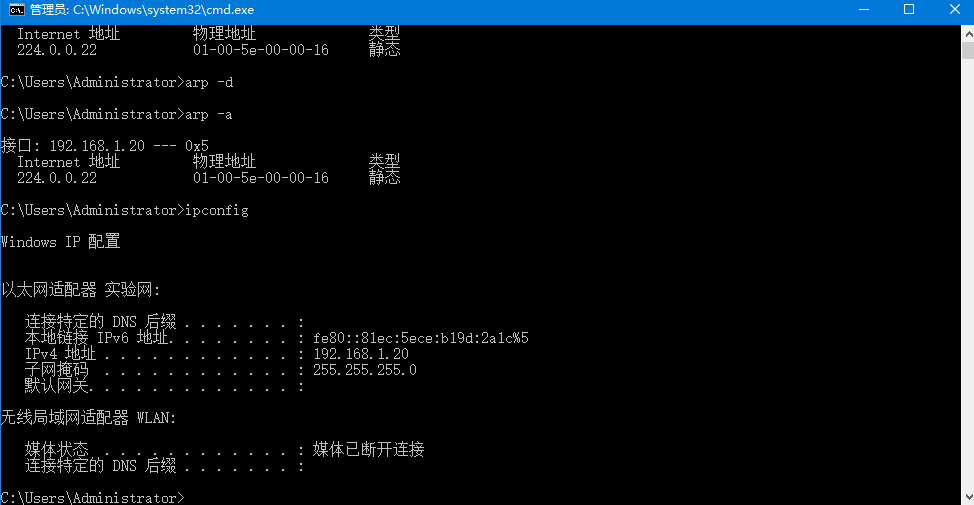 管理员: C:\Windows\system32\cmd.exe
Internet 地址 物理地址 类型
224.0.0.22 01-00-5e-00-00-16 静态
C:\Users\Administrator>arp -d
C:\Users\Administrator>arp -a
接口: 192.168.1.20 --- 0x5
Internet 地址 物理地址 类型
224.0.0.22 01-00-5e-00-00-16 静态
C:\Users\Administrator>ipconfig
Windows IP 配置
以太网适配器 实验网:
连接特定的 DNS 后缀 . . . . . . . :
本地链接 IPv6 地址. . . . . . . . : fe80::81ec:5ece:b19d:2a1c%5
IPv4 地址 . . . . . . . . . . . . : 192.168.1.20
子网掩码 . . . . . . . . . . . . : 255.255.255.0
默认网关. . . . . . . . . . . . . :
无线局域网适配器 WLAN:
媒体状态 . . . . . . . . . . . . : 媒体已断开连接
连接特定的 DNS 后缀 . . . . . . . :
C:\Users\Administrator>